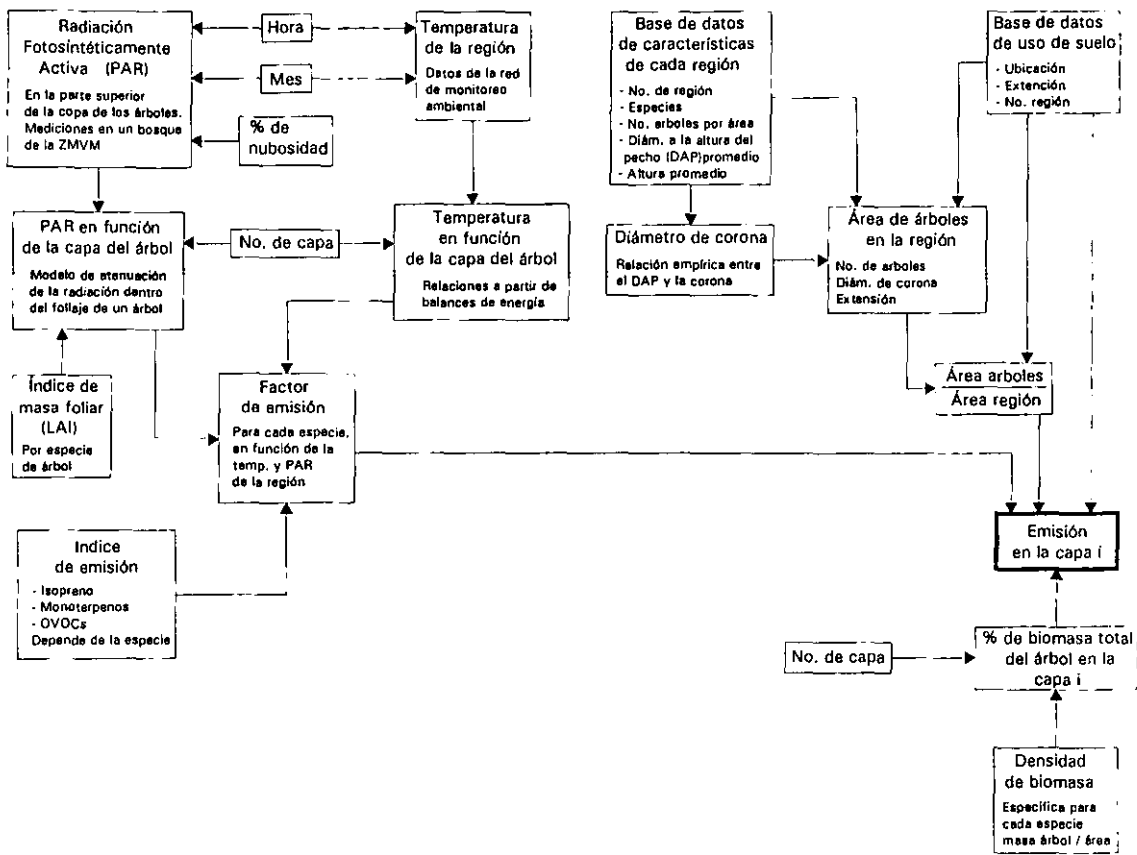 Radiación
Fotosintéticamente
Activa (PAR)
En la parte superior
de la copa de los árboles.
Mediciones en un bosque
de la ZMVM
Hora
Mes
% de
nubosidad
Temperatura
de la región
Datos de la red
de monitoreo
ambiental
Base de datos
de características
de cada región
- No. de región
- Especies
- No. arboles por área
- Diám. a la altura del
pecho (DAP)promedio
- Altura promedio
Base de datos
de uso de suelo
- Ubicación
- Extención
- No. región
PAR en función
de la capa del árbol
Modelo de atenuación
de la radiación dentro
del follaje de un árbol
No. de capa
Temperatura
en función
de la capa del árbol
Relaciones a partir de
balances de energía
Diámetro de corona
Relación empírica entre
el DAP y la corona
Área de árboles
en la región
No. de arboles
Diám. de corona
Extensión
Índice de
masa foliar
(LAI)
Por especie
de árbol
Factor
de emisión
Para cada especie,
en función de la
temp. y PAR
de la región
Área arboles
Área región
Indice
de emisión
- Isopreno
- Monoterpenos
- OVOCs
Depende de la especie
Emisión
en la capa i
No. de capa
% de biomasa total
del árbol en la
capa i
Densidad
de biomasa
Específica para
cada especie
masa árbol / área